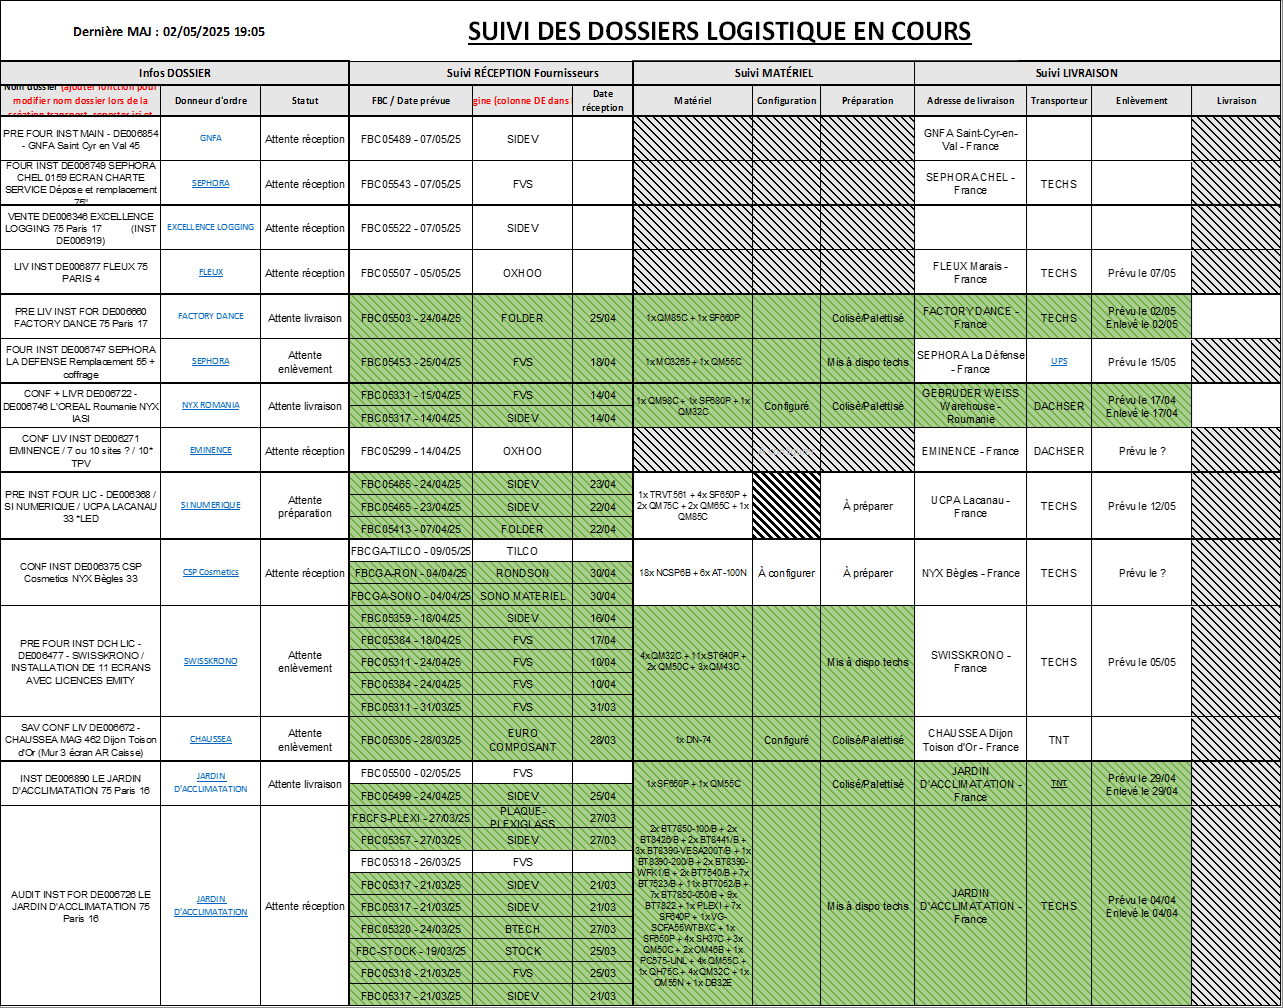 Dernière MAJ : 02/05/2025 19:05
SUIVI DES DOSSIERS LOGISTIQUE EN COURS
Infos DOSSIER
Suivi RÉCEPTION Fournisseurs
Suivi MATÉRIEL
Suivi LIVRAISON
Nom dossier (ajouter fonction pour
modifier nom dossier lors de la
création transport, reporter ici et
Donneur d'ordre
Statut
FBC / Date prévue
gine (colonne DE dans
Date
réception
Matériel
Configuration
Préparation
Adresse de livraison
Transporteur
Enlèvement
Livraison
PRE FOUR INST MAIN - DE006854
- GNFA Saint Cyr en Val 45
GNFA
Attente réception
FBC05489 - 07/05/25
SIDEV
GNFA Saint-Cyr-en-
Val - France
FOUR INST DE006749 SEPHORA
CHEL 0159 ECRAN CHARTE
SERVICE Dépose et remplacement
75"
SEPHORA
Attente réception
FBC05543 - 07/05/25
FVS
SEPHORA CHEL -
France
TECHS
VENTE DE006346 EXCELLENCE
LOGGING 75 Paris 17 (INST
DE006919)
EXCELLENCE LOGGING
Attente réception
FBC05522 - 07/05/25
SIDEV
LIV INST DE006877 FLEUX 75
PARIS 4
FLEUX
Attente réception
FBC05507 - 05/05/25
OXHOO
FLEUX Marais -
France
TECHS
Prévu le 07/05
PRE LIV INST FOR DE006660
FACTORY DANCE 75 Paris 17
FACTORY DANCE
Attente livraison
FBC05503 - 24/04/25
FOLDER
25/04
1x QM85C + 1x SF660P
Colisé/Palettisé
FACTORY DANCE -
France
TECHS
Prévu le 02/05
Enlevé le 02/05
FOUR INST DE006747 SEPHORA
LA DEFENSE Remplacement 55 +
coffrage
SEPHORA
Attente
enlèvement
FBC05453 - 25/04/25
FVS
18/04
1x MO3265 + 1x QM55C
Mis à dispo techs
SEPHORA La Défense
- France
UPS
Prévu le 15/05
CONF + LIVR DE006722 -
DE006746 L'OREAL Roumanie NYX
IASI
NYX ROMANIA
Attente livraison
FBC05331 - 15/04/25
FVS
14/04
FBC05317 - 14/04/25
SIDEV
14/04
1x QM98C + 1x SF680P + 1x
QM32C
Configuré
Colisé/Palettisé
GEBRUDER WEISS
Warehouse -
Roumanie
DACHSER
Prévu le 17/04
Enlevé le 17/04
CONF LIV INST DE006271
EMINENCE / 7 ou 10 sites ? / 10*
TPV
EMINENCE
Attente réception
FBC05299 - 14/04/25
OXHOO
EMINENCE - France
DACHSER
Prévu le ?
PRE INST FOUR LIC - DE006368 /
SI NUMERIQUE / UCPA LACANAU
33 *LED
SI NUMERIQUE
Attente
préparation
FBC05465 - 24/04/25
SIDEV
23/04
FBC05465 - 23/04/25
SIDEV
22/04
FBC05413 - 07/04/25
FOLDER
22/04
1x TRVT561 + 4x SF650P +
2x QM75C + 2x QM65C + 1x
QM85C
À préparer
UCPA Lacanau -
France
TECHS
Prévu le 12/05
CONF INST DE006375 CSP
Cosmetics NYX Bègles 33
CSP Cosmetics
Attente réception
FBCGA-TILCO - 09/05/25
TILCO
FBCGA-RON - 04/04/25
RONDSON
30/04
FBCGA-SONO - 04/04/25
SONO MATERIEL
30/04
18x NCSP6B + 6x AT-100N
À configurer
À préparer
NYX Bègles - France
TECHS
Prévu le ?
PRE FOUR INST DCH LIC -
DE006477 - SWISSKRONO /
INSTALLATION DE 11 ECRANS
AVEC LICENCES EMITY
SWISSKRONO
Attente
enlèvement
FBC05359 - 18/04/25
SIDEV
16/04
FBC05384 - 18/04/25
FVS
17/04
FBC05311 - 24/04/25
FVS
10/04
FBC05384 - 24/04/25
FVS
10/04
FBC05311 - 31/03/25
FVS
31/03
4x QM32C + 11x ST640P +
2x QM50C + 3x QM43C
Mis à dispo techs
SWISSKRONO -
France
TECHS
Prévu le 05/05
SAV CONF LIV DE006672 -
CHAUSSEA MAG 462 Dijon Toison
d'Or (Mur 3 écran AR Caisse)
CHAUSSEA
Attente
enlèvement
FBC05305 - 28/03/25
EURO
COMPOSANT
28/03
1x DN-74
Configuré
Colisé/Palettisé
CHAUSSEA Dijon
Toison d'Or - France
TNT
INST DE006890 LE JARDIN
D'ACCLIMATATION 75 Paris 16
JARDIN
D'ACCLIMATATION
Attente livraison
FBC05500 - 02/05/25
FVS
FBC05499 - 24/04/25
SIDEV
25/04
1x SF650P + 1x QM55C
Colisé/Palettisé
JARDIN
D'ACCLIMATATION -
France
TNT
Prévu le 29/04
Enlevé le 29/04
AUDIT INST FOR DE006726 LE
JARDIN D'ACCLIMATATION 75
Paris 16
JARDIN
D'ACCLIMATATION
Attente réception
FBCFS-PLEXI - 27/03/25
PLAQUE-
PLEXIGLASS
27/03
FBC05357 - 27/03/25
SIDEV
27/03
FBC05318 - 26/03/25
FVS
FBC05317 - 21/03/25
SIDEV
21/03
FBC05317 - 21/03/25
SIDEV
21/03
FBC05320 - 24/03/25
BTECH
27/03
FBC-STOCK - 19/03/25
STOCK
25/03
FBC05318 - 21/03/25
FVS
25/03
FBC05317 - 21/03/25
SIDEV
21/03
2x BT7850-100/B + 2x
BT8426/B + 2x BT8441/B +
3x BT8390-VESA200T/B + 1x
BT8390-200/B + 2x BT8390-
WFK1/B + 2x BT7540/B + 7x
BT7523/B + 11x BT7052/B +
7x BT7850-050/B + 9x
BT7822 + 1x PLEXI + 7x
SF640P + 1x VG-
SCFA55WTBXC + 1x
SF650P + 4x SH37C + 3x
QM50C + 2x OM46B + 1x
PC575-UNL + 4x QM55C +
1x QH75C + 4x QM32C + 1x
OM55N + 1x DB32E
Mis à dispo techs
JARDIN
D'ACCLIMATATION -
France
TECHS
Prévu le 04/04
Enlevé le 04/04